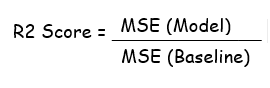 R2 Score = MSE (Model)
MSE (Baseline)